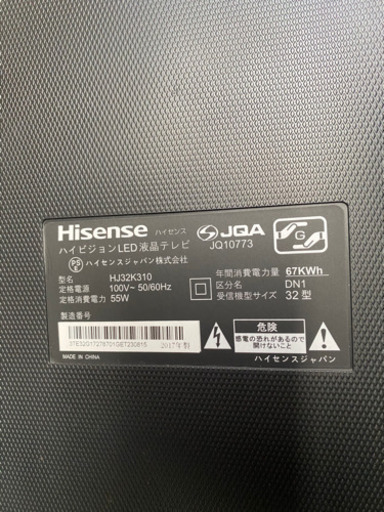 Hisense ハイセンス
JQA
JQ10773
G
ハイビジョンLED液晶テレビ
PS ハイセンスジャパン株式会社
型名 HJ32K310
定格電源 100V~ 50/60Hz
定格消費電力 55W
年間消費電力量 67KWh
区分名 DN1
受信機型サイズ 32型
2017年製
MADE IN CHINA
危険
感電の恐れがあるので
開けないこと
ハイセンスジャパン